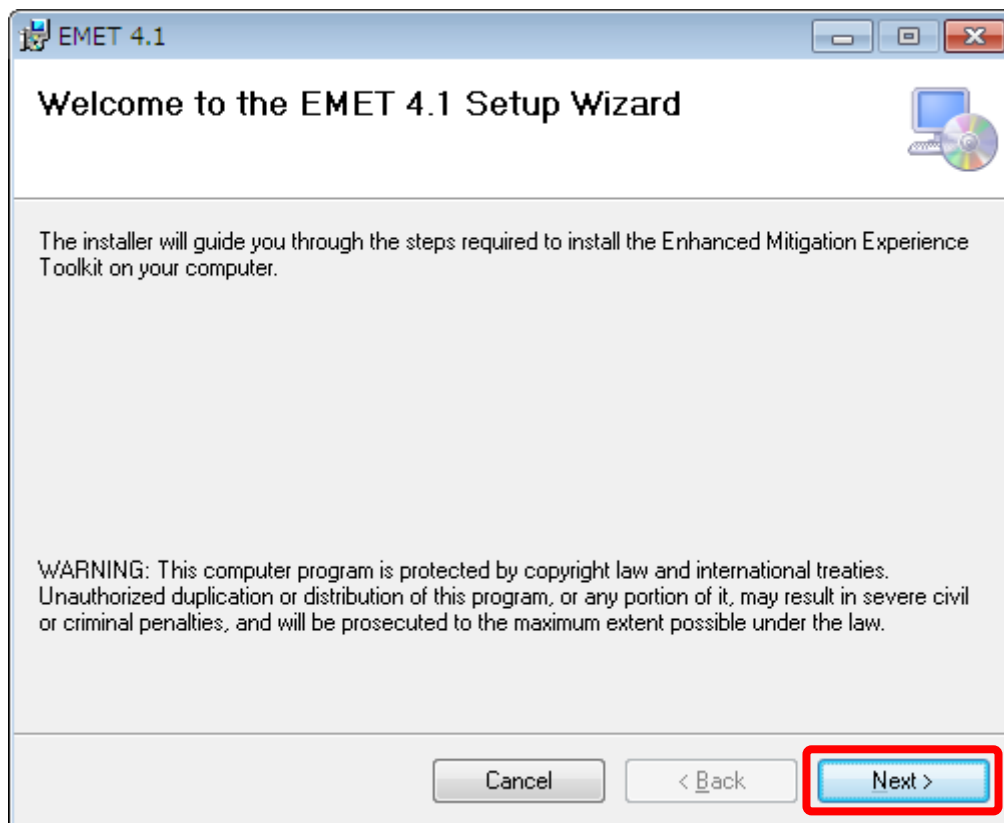 EMET 4.1
Welcome to the EMET 4.1 Setup Wizard
The installer will guide you through the steps required to install the Enhanced Mitigation Experience
Toolkit on your computer.
WARNING: This computer program is protected by copyright law and international treaties.
Unauthorized duplication or distribution of this program, or any portion of it, may result in severe civil
or criminal penalties, and will be prosecuted to the maximum extent possible under the law.
Cancel < Back Next >